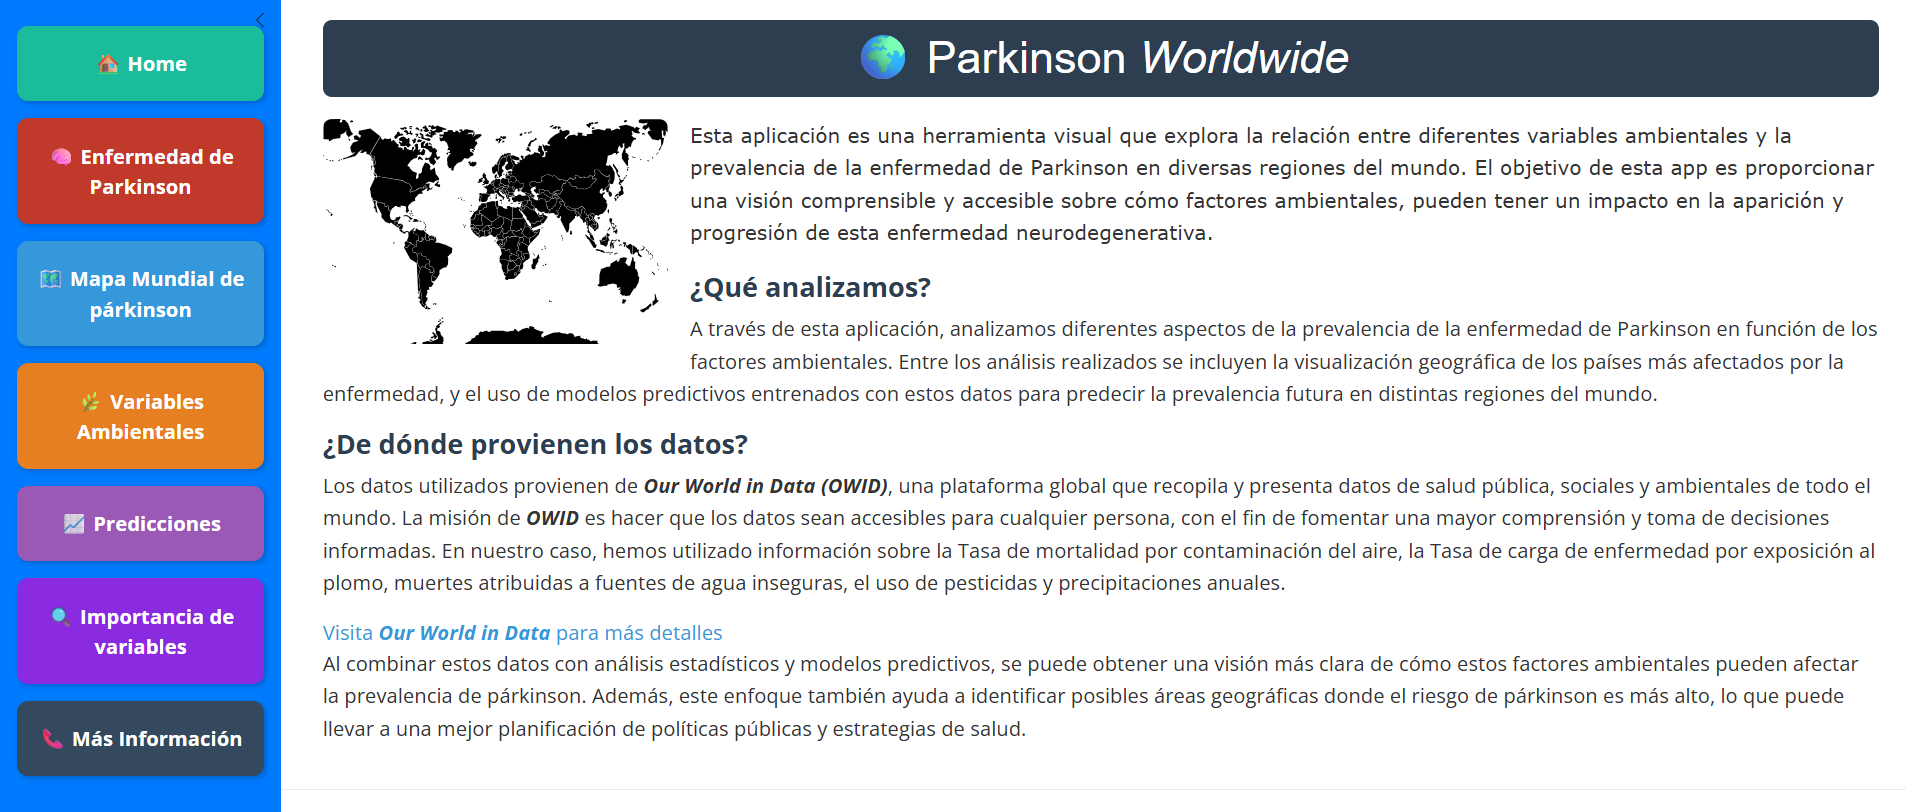 Home
Enfermedad de
Parkinson
Mapa Mundial de
párkinson
Variables
Ambientales
Predicciones
Importancia de
variables
Más Información
Parkinson Worldwide
Esta aplicación es una herramienta visual que explora la relación entre diferentes variables ambientales y la
prevalencia de la enfermedad de Parkinson en diversas regiones del mundo. El objetivo de esta app es proporcionar
una visión comprensible y accesible sobre cómo factores ambientales, pueden tener un impacto en la aparición y
progresión de esta enfermedad neurodegenerativa.
¿Qué analizamos?
A través de esta aplicación, analizamos diferentes aspectos de la prevalencia de la enfermedad de Parkinson en función de los
factores ambientales. Entre los análisis realizados se incluyen la visualización geográfica de los países más afectados por la
enfermedad, y el uso de modelos predictivos entrenados con estos datos para predecir la prevalencia futura en distintas regiones del mundo.
¿De dónde provienen los datos?
Los datos utilizados provienen de Our World in Data (OWID), una plataforma global que recopila y presenta datos de salud pública, sociales y ambientales de todo el
mundo. La misión de OWID es hacer que los datos sean accesibles para cualquier persona, con el fin de fomentar una mayor comprensión y toma de decisiones
informadas. En nuestro caso, hemos utilizado información sobre la Tasa de mortalidad por contaminación del aire, la Tasa de carga de enfermedad por exposición al
plomo, muertes atribuidas a fuentes de agua inseguras, el uso de pesticidas y precipitaciones anuales.
Visita Our World in Data para más detalles
Al combinar estos datos con análisis estadísticos y modelos predictivos, se puede obtener una visión más clara de cómo estos factores ambientales pueden afectar
la prevalencia de párkinson. Además, este enfoque también ayuda a identificar posibles áreas geográficas donde el riesgo de párkinson es más alto, lo que puede
llevar a una mejor planificación de políticas públicas y estrategias de salud.